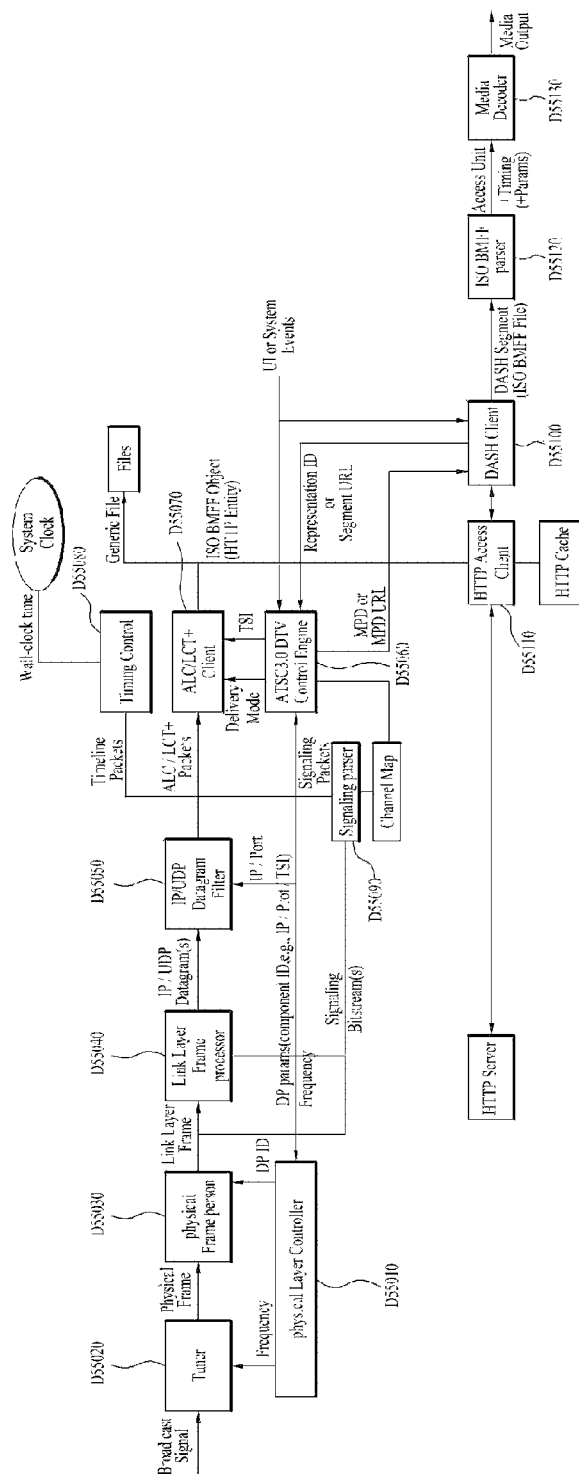 Broad cast
Signal
D55020
Tuner
Frequency
Physical Frame
D55030
physical
Frame person
DP ID
physical Layer Controller
D55010
Link Layer
Frame
D55040
Link Layer
Frame
processor
DP params(component ID,e.g., IP / Prot / TSI)
Frequency
IP / UDP
Datagram(s)
D55050
IP/UDP
Datagram
Filter
IP / Port
Signaling
Bitstream(s)
Signaling parser
D55090
Channel Map
Timeline
Packets
ALC / LCT+
Packets
Signaling
Packets
Wall-clock time
System
Clock
D55080
Timing Control
ALC/LCT+
Client
D55070
Delivery
Mode
TSI
ATSC3.0 DTV
Control Engine
D55060
Generic File
Files
ISO BMFF Object
(HTTP Entity)
UI or System
Events
Representation ID
or
Segment URL
MPD or
MPD URL
HTTP Server
HTTP Access
Client
D55110
HTTP Cache
DASH Client
D55100
DASH Segment
(ISO BMFF File)
ISO BMFF
parser
D55120
Access Unit
+Timing
(+Params)
Media
Decoder
D55130
Media
Output